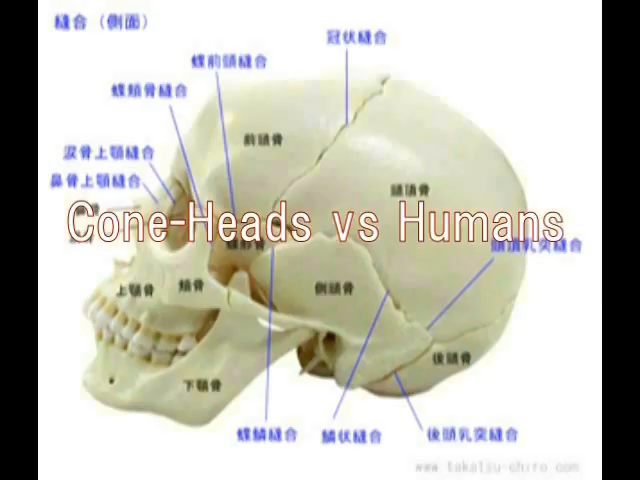 縫合（側面）
冠状縫合
蝶前頭縫合
蝶頬骨縫合
前頭骨
涙骨上顎縫合
鼻骨上顎縫合
頭頂骨
Cone-Heads vs Humans
頭頂乳突縫合
上顎骨
頬骨
側頭骨
後頭骨
下顎骨
蝶鱗縫合
鱗状縫合
後頭乳突縫合
www.takatsu-chiro.com